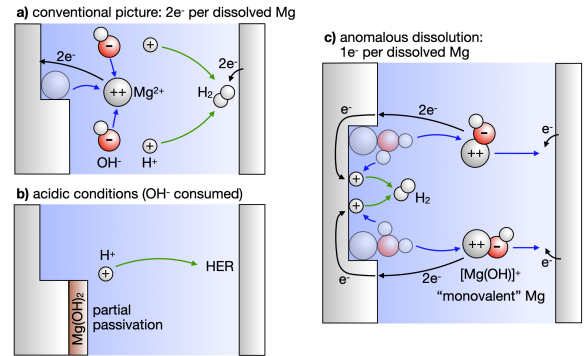 a) conventional picture: 2e- per dissolved Mg
2e-
-
+
2e-
++
Mg2+
H2
-
+
OH-
H+
b) acidic conditions (OH- consumed)
H+
+
HER
Mg(OH)2
partial
passivation
c) anomalous dissolution:
1e- per dissolved Mg
e-
2e-
-
e-
++
+
+
H2
++
-
e-
2e-
[Mg(OH)]+
e-
"monovalent" Mg